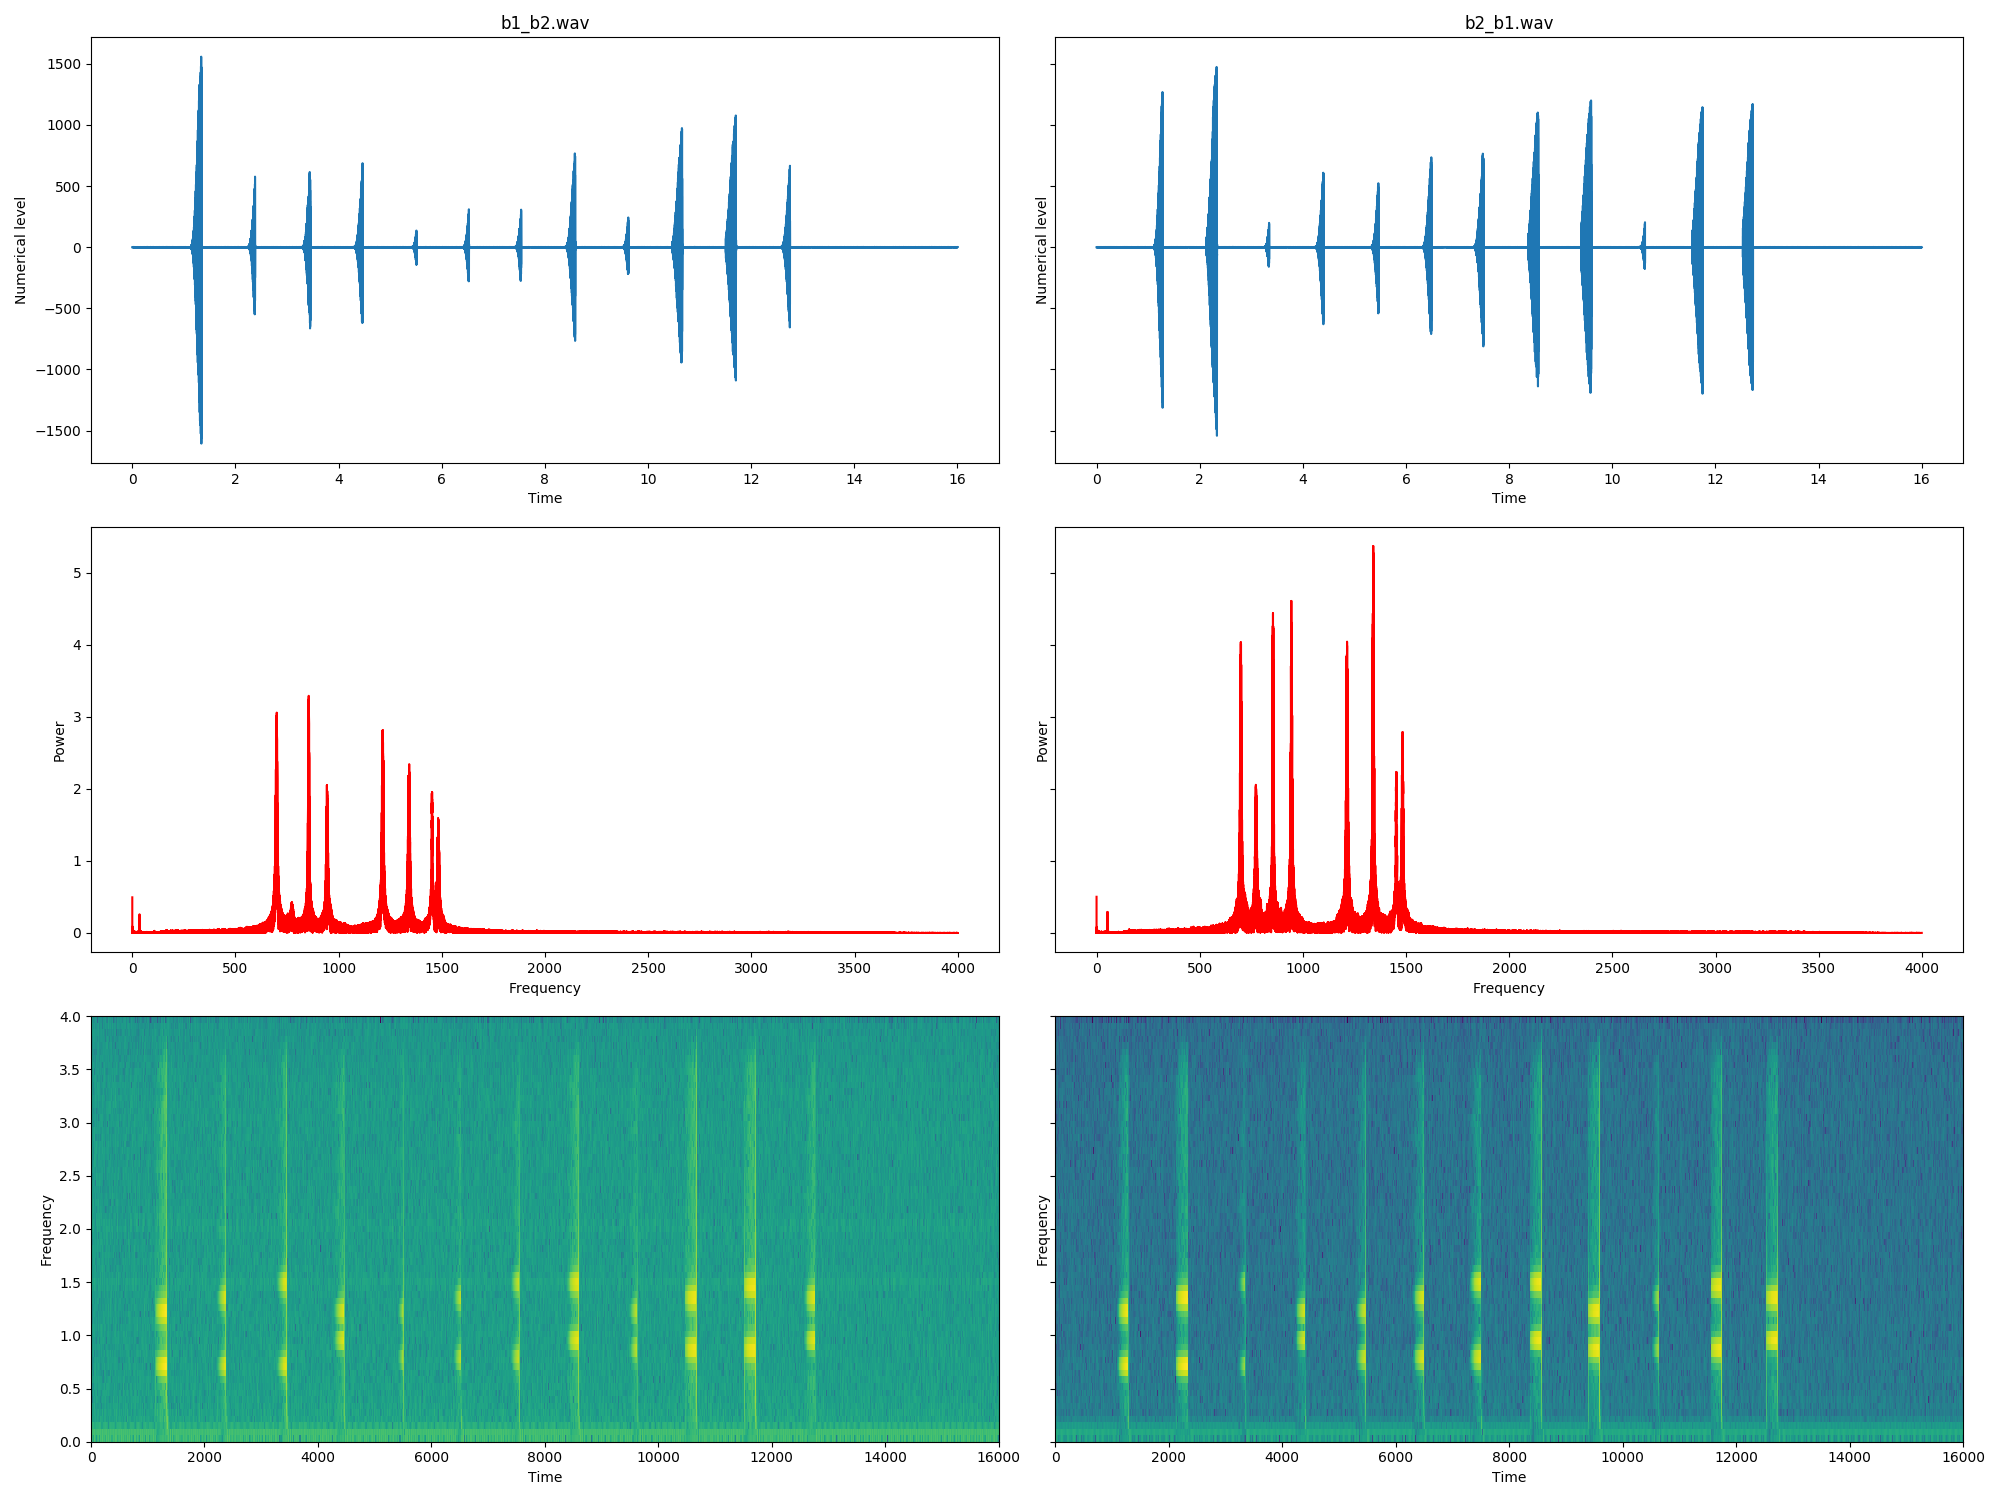 b1_b2.wav
b2_b1.wav
1500
1000
500
0
−500
−1000
−1500
Numerical level
Numerical level
0 2 4 6 8 10 12 14 16
0 2 4 6 8 10 12 14 16
Time
Time
5
4
3
2
1
0
Power
Power
0 500 1000 1500 2000 2500 3000 3500 4000
0 500 1000 1500 2000 2500 3000 3500 4000
Frequency
Frequency
4.0
3.5
3.0
2.5
2.0
1.5
1.0
0.5
0.0
Frequency
Frequency
0 2000 4000 6000 8000 10000 12000 14000 16000
0 2000 4000 6000 8000 10000 12000 14000 16000
Time
Time